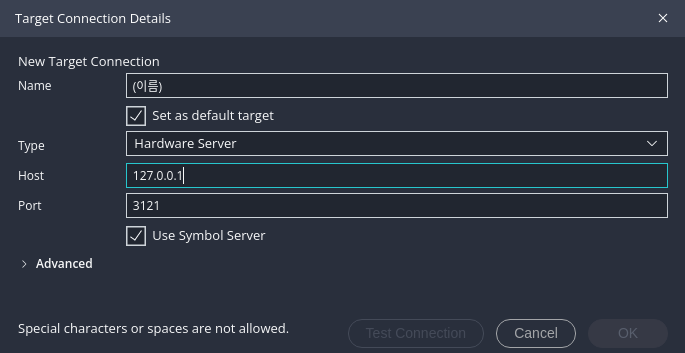 Target Connection Details
New Target Connection
Name (이름)
Set as default target
Type Hardware Server
Host 127.0.0.1
Port 3121
Use Symbol Server
Advanced
Special characters or spaces are not allowed. Test Connection Cancel OK